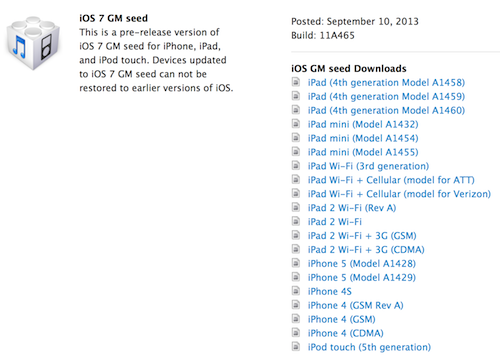 iOS 7 GM seed
This is a pre-release version of
iOS 7 GM seed for iPhone, iPad,
and iPod touch. Devices updated
to iOS 7 GM seed can not be
restored to earlier versions of iOS.
Posted: September 10, 2013
Build: 11A465
iOS GM seed Downloads
iPad (4th generation Model A1458)
iPad (4th generation Model A1459)
iPad (4th generation Model A1460)
iPad mini (Model A1432)
iPad mini (Model A1454)
iPad mini (Model A1455)
iPad Wi-Fi (3rd generation)
iPad Wi-Fi + Cellular (model for ATT)
iPad Wi-Fi + Cellular (model for Verizon)
iPad 2 Wi-Fi (Rev A)
iPad 2 Wi-Fi
iPad 2 Wi-Fi + 3G (GSM)
iPad 2 Wi-Fi + 3G (CDMA)
iPhone 5 (Model A1428)
iPhone 5 (Model A1429)
iPhone 4S
iPhone 4 (GSM Rev A)
iPhone 4 (GSM)
iPhone 4 (CDMA)
iPod touch (5th generation)